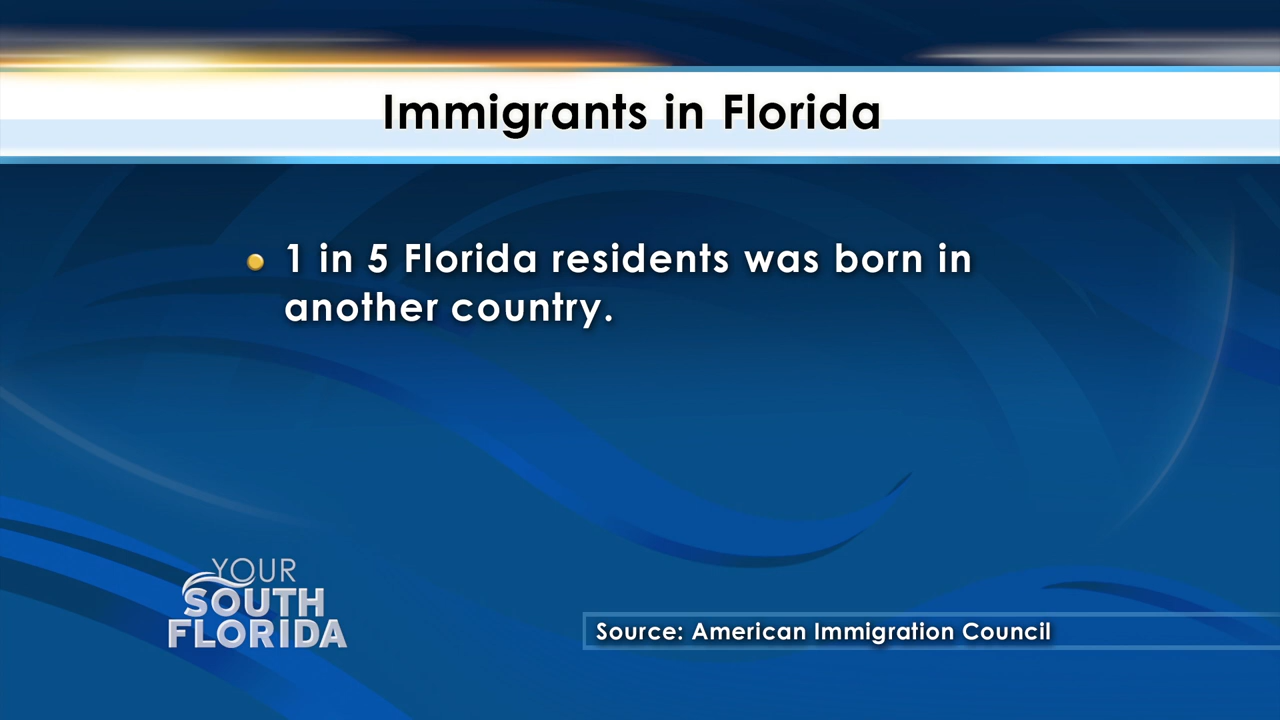 Immigrants in Florida
1 in 5 Florida residents was born in
another country.
YOUR
SOUTH
FLORIDA
Source: American Immigration Council